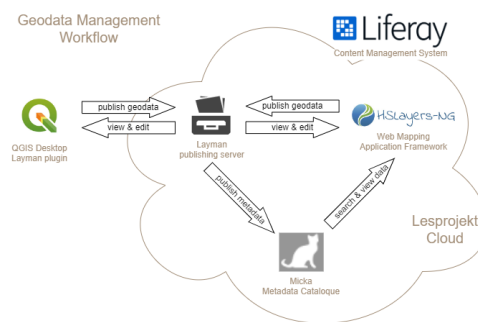 Geodata Management
Workflow
Liferay
Content Management System
publish geodata
view & edit
publish geodata
view & edit
HSLayers-NG
QGIS Desktop
Layman plugin
Layman
publishing server
Web Mapping
Application Framework
publish metadata
search & view data
Lesprojekt
Cloud
Micka
Metadata Cataloque